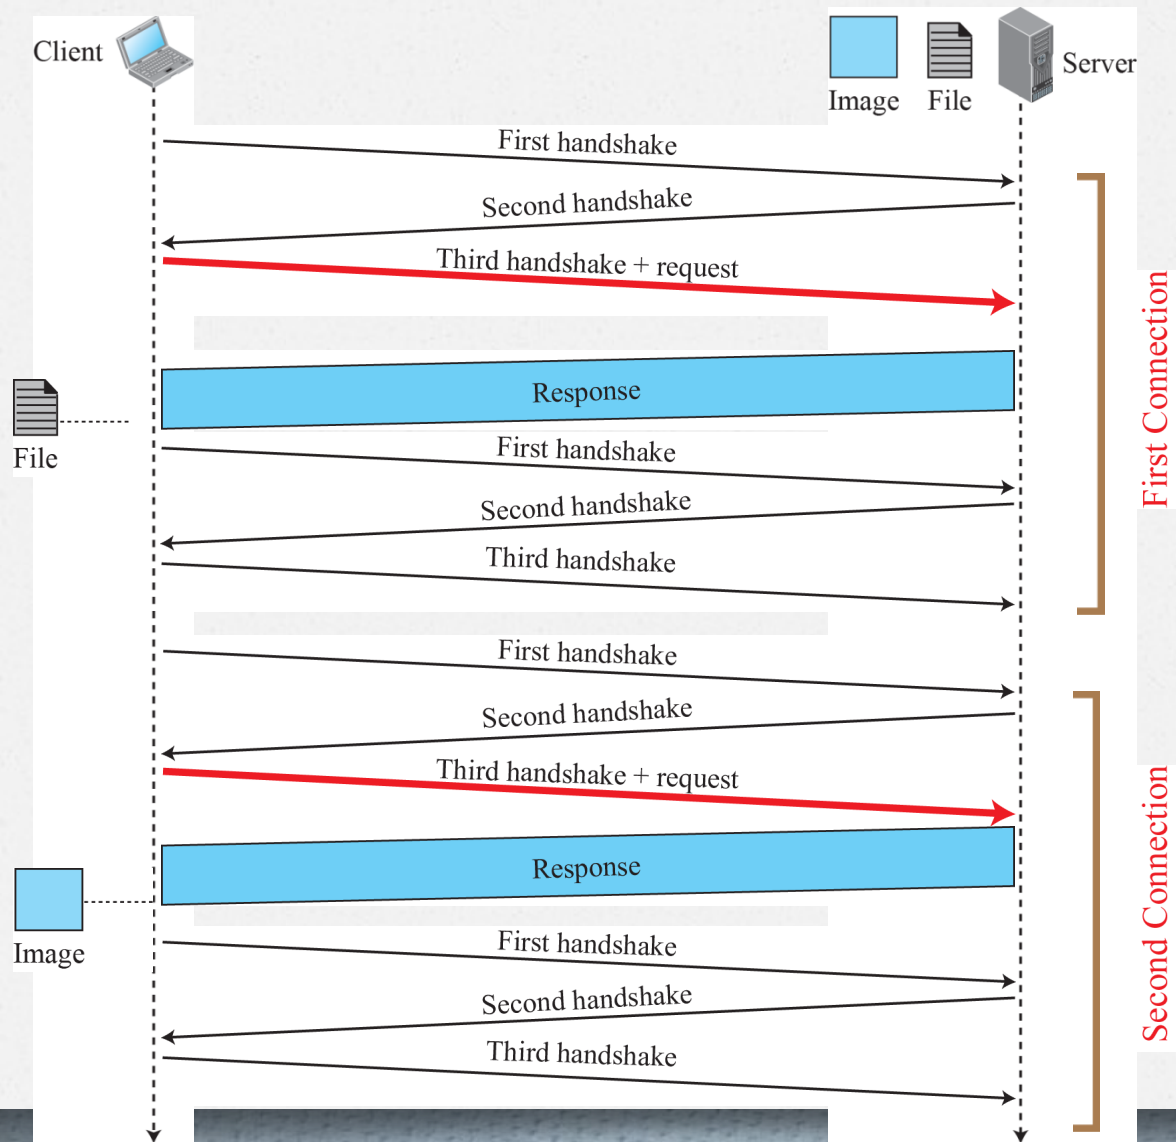 Client
Image
File
Server
First handshake
Second handshake
Third handshake + request
Response
File
First handshake
Second handshake
Third handshake
First Connection
First handshake
Second handshake
Third handshake + request
Response
Image
First handshake
Second handshake
Third handshake
Second Connection